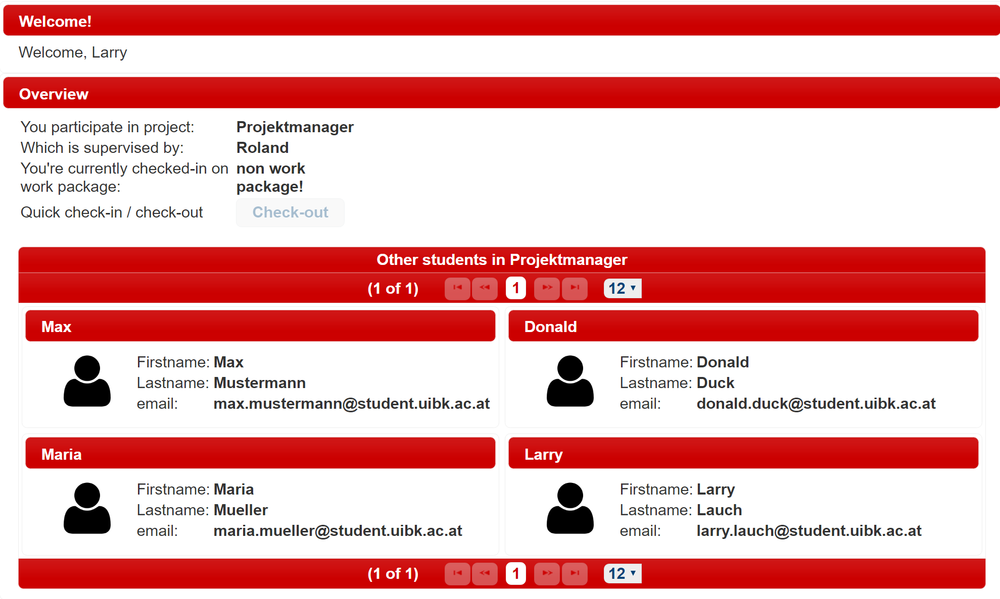 Welcome!
Welcome, Larry
Overview
You participate in project: Projektmanager
Which is supervised by: Roland
You're currently checked-in on non work
work package: package!
Quick check-in / check-out Check-out
Other students in Projektmanager
(1 of 1) 1 12
Max
Firstname: Max
Lastname: Mustermann
email: max.mustermann@student.uibk.ac.at
Donald
Firstname: Donald
Lastname: Duck
email: donald.duck@student.uibk.ac.at
Maria
Firstname: Maria
Lastname: Mueller
email: maria.mueller@student.uibk.ac.at
Larry
Firstname: Larry
Lastname: Lauch
email: larry.lauch@student.uibk.ac.at
(1 of 1) 1 12